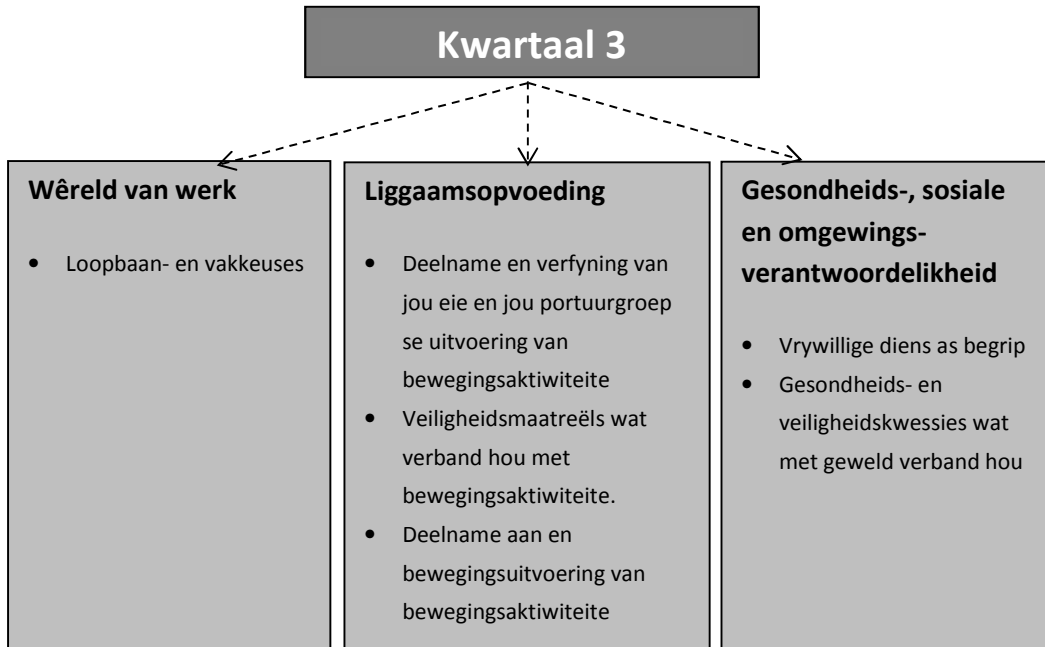 Kwartaal 3
Wêreld van werk
• Loopbaan- en vakkeuses
Liggaamsopvoeding
• Deelname en verfyning van
jou eie en jou portuurgroep
se uitvoering van
bewegingsaktiwiteite
• Veiligheidsmaatreëls wat
verband hou met
bewegingsaktiwiteite.
• Deelname aan en
bewegingsuitvoering van
bewegingsaktiwiteite
Gesondheids-, sosiale
en omgewings-
verantwoordelikheid
• Vrywillige diens as begrip
• Gesondheids- en
veiligheidskwessies wat
met geweld verband hou